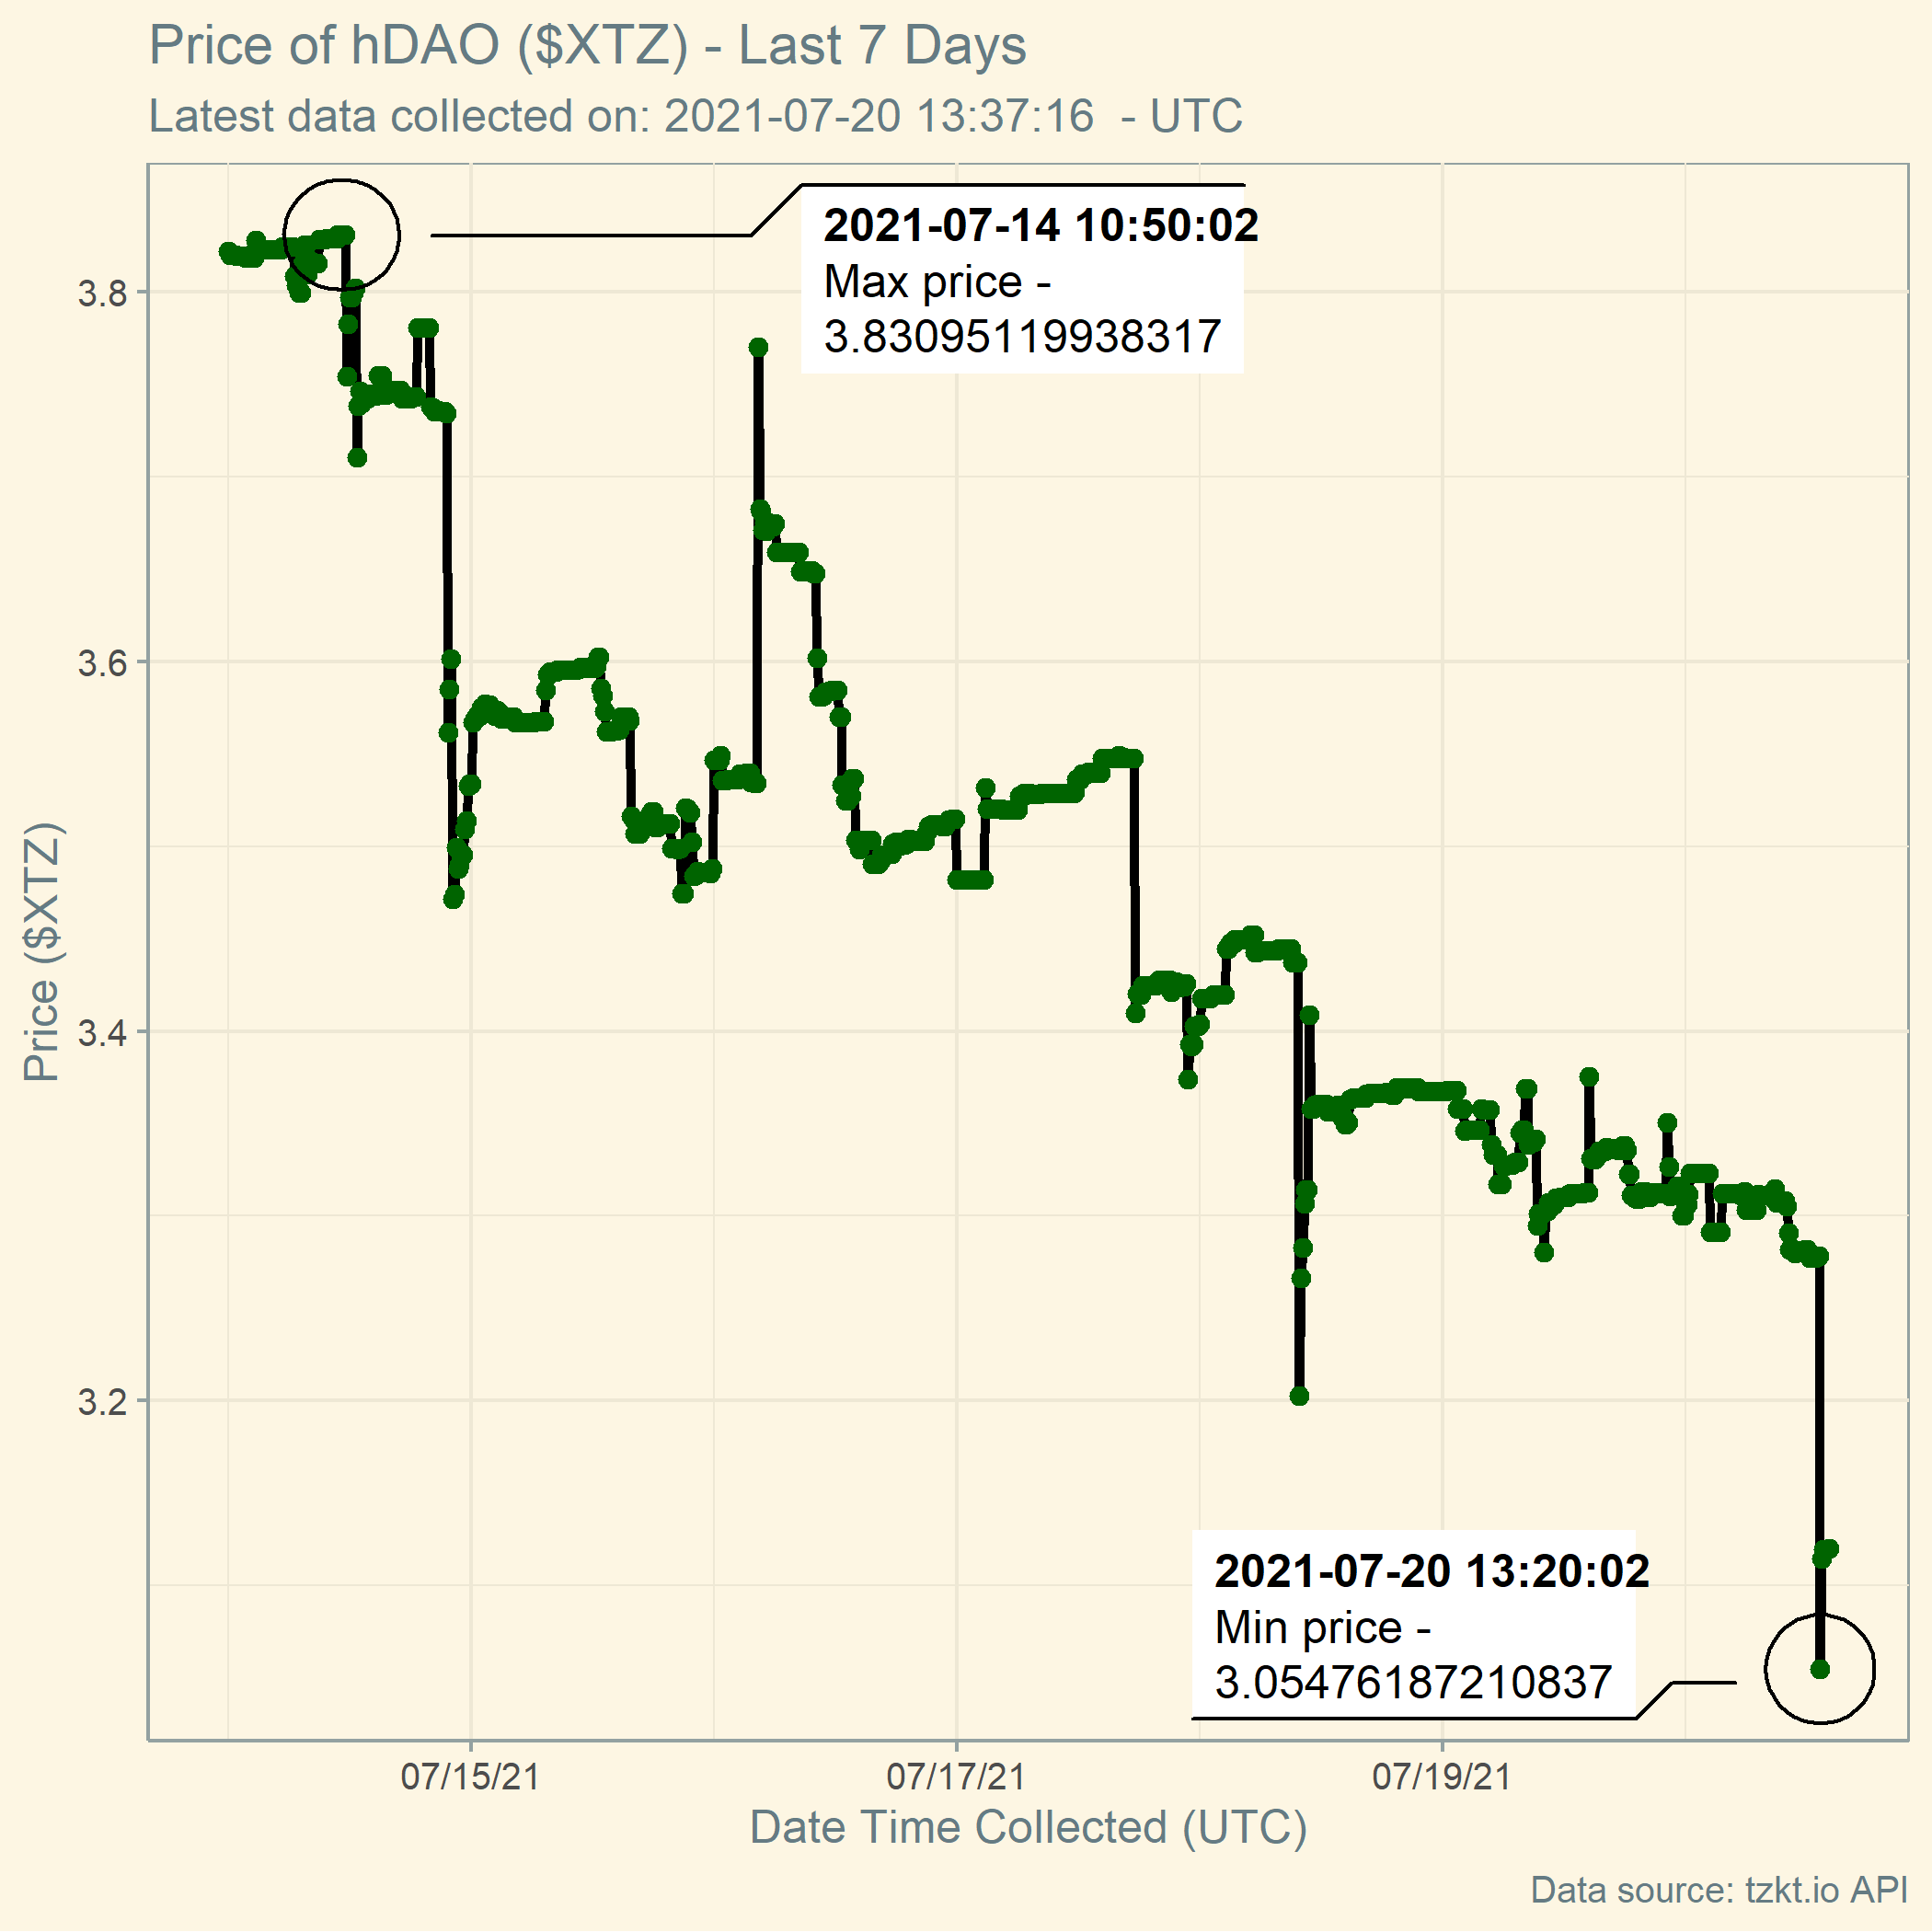 Price of hDAO ($XTZ) - Last 7 Days
Latest data collected on: 2021-07-20 13:37:16  - UTC
2021-07-14 10:50:02
Max price -
3.83095119938317
3.8
3.6
3.4
3.2
Price ($XTZ)
2021-07-20 13:20:02
Min price -
3.05476187210837
07/15/21
07/17/21
07/19/21
Date Time Collected (UTC)
Data source: tzkt.io API